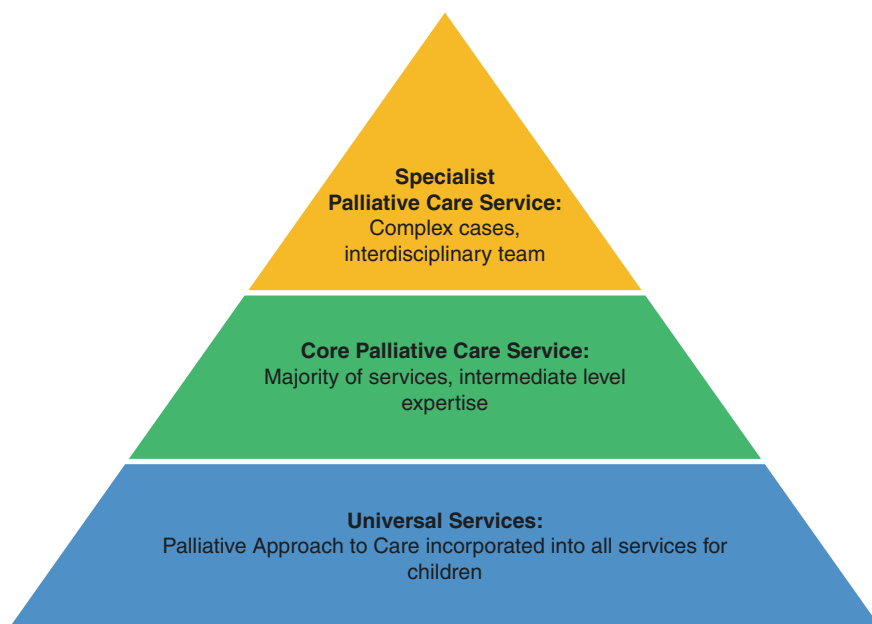 Specialist
Palliative Care Service:
Complex cases,
interdisciplinary team
Core Palliative Care Service:
Majority of services, intermediate level
expertise
Universal Services:
Palliative Approach to Care incorporated into all services for
children